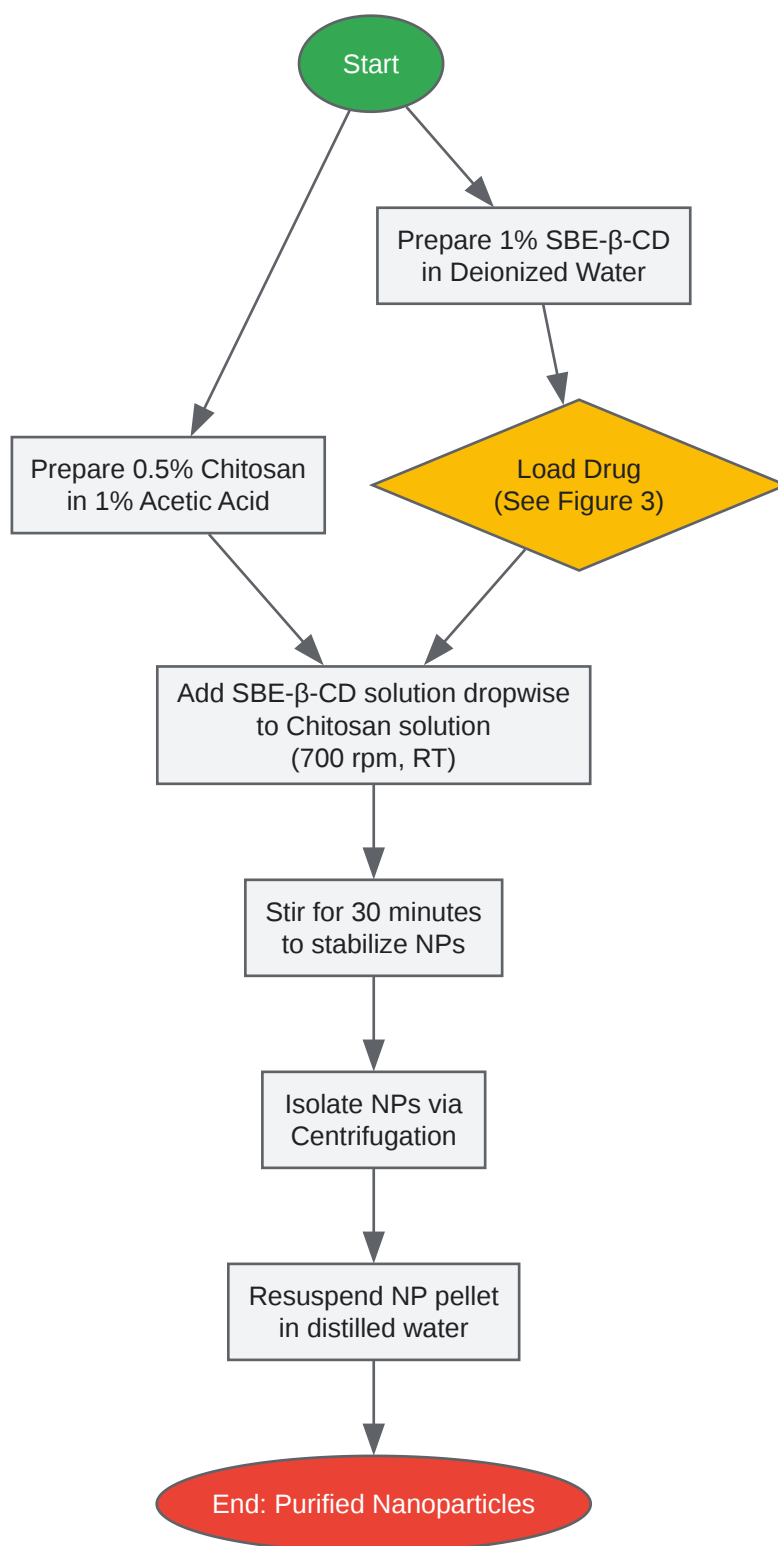 Start
Prepare 1% SBE-β-CD
in Deionized Water
Prepare 0.5% Chitosan
in 1% Acetic Acid
Load Drug
(See Figure 3)
Add SBE-β-CD solution dropwise
to Chitosan solution
(700 rpm, RT)
Stir for 30 minutes
to stabilize NPs
Isolate NPs via
Centrifugation
Resuspend NP pellet
in distilled water
End: Purified Nanoparticles